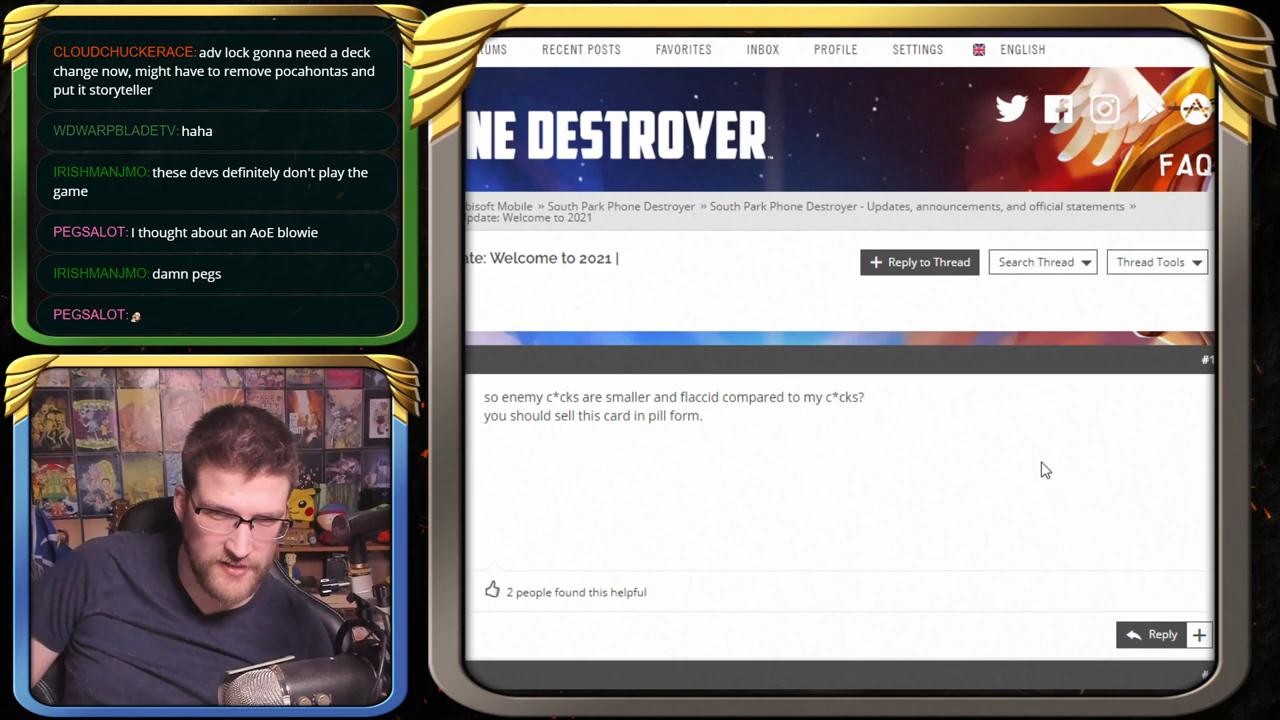 CLOUDCHUCKERACE: adv lock gonna need a deck
change now, might have to remove pocahontas and
put it storyteller
WDWARPBLADETV: haha
IRISHMANJMO: these devs definitely don't play the
game
PEGSALOT: I thought about an AoE blowie
IRISHMANJMO: damn pegs
PEGSALOT:
UMS RECENT POSTS FAVORITES INBOX PROFILE SETTINGS ENGLISH
NE DESTROYER
FAQ
bisoft Mobile » South Park Phone Destroyer » South Park Phone Destroyer - Updates, announcements, and official statements »
pdate: Welcome to 2021
ate: Welcome to 2021 |
+ Reply to Thread Search Thread Thread Tools
#1
so enemy c*cks are smaller and flaccid compared to my c*cks?
you should sell this card in pill form.
2 people found this helpful
Reply +
#